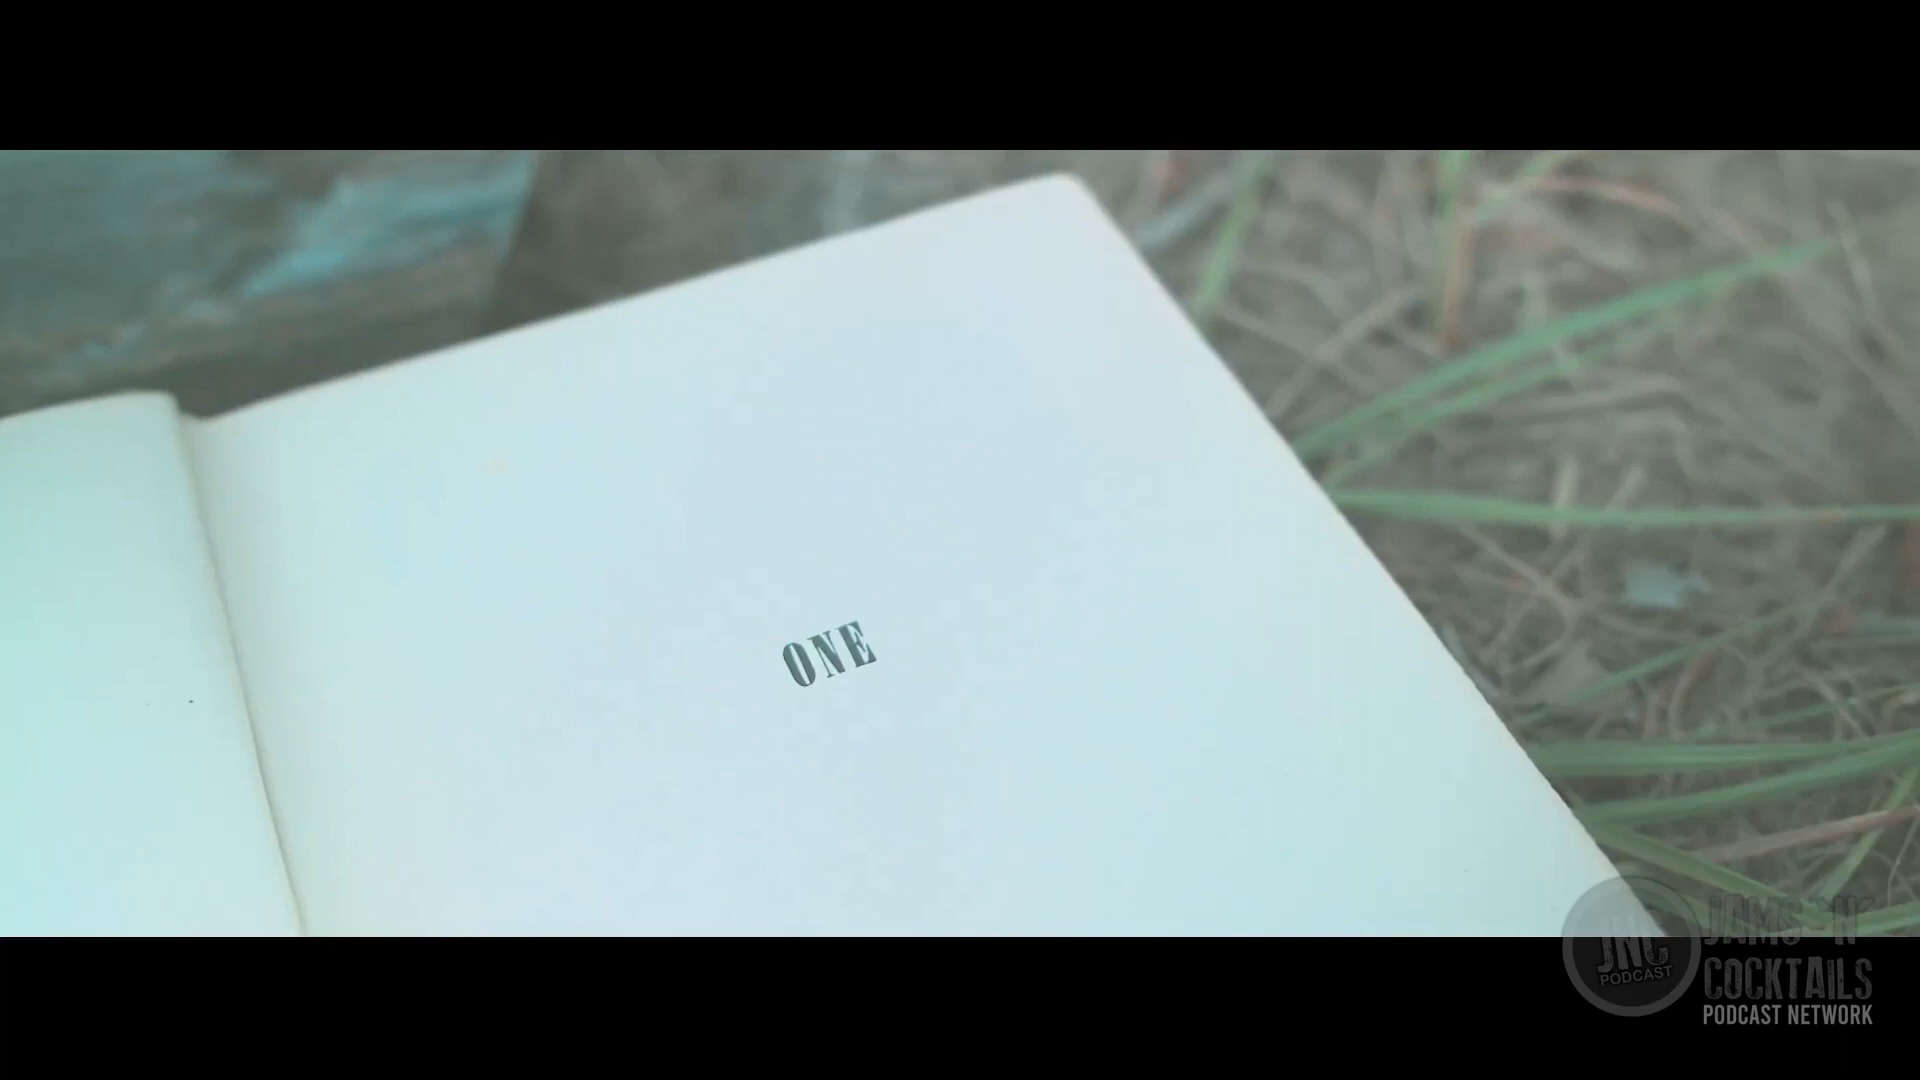 ONE
JNC
PODCAST
JAMS N'
COCKTAILS
PODCAST NETWORK